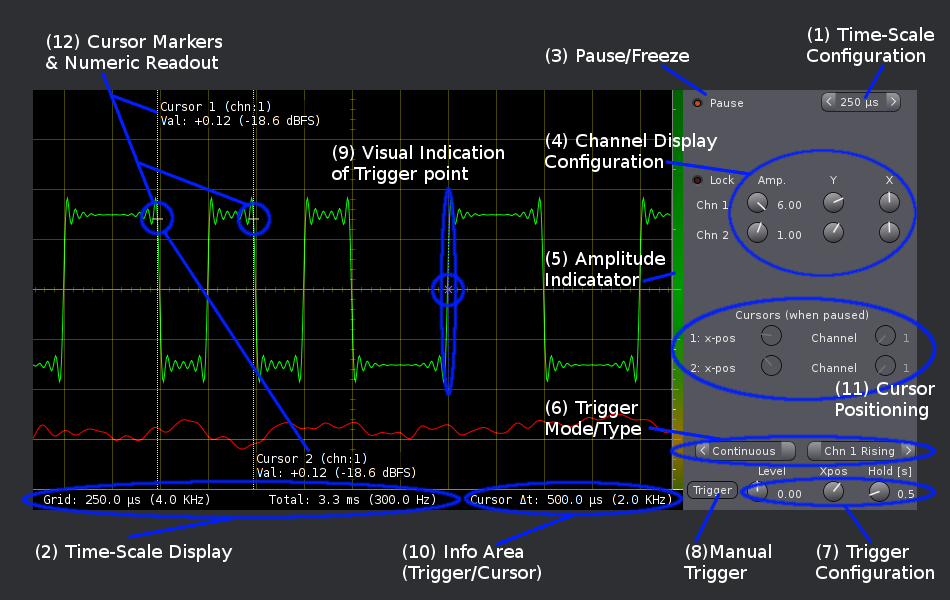 (12) Cursor Markers
& Numeric Readout
(3) Pause/Freeze
(1) Time-Scale
Configuration
Cursor 1 (chn:1)
Val: +0.12 (-18.6 dBFS)
Pause
< 250 µs >
(9) Visual Indication
of Trigger point
(4) Channel Display
Configuration
Lock
Amp.
Y
X
Chn 1
6.00
Chn 2
1.00
(5) Amplitude
Indicatator
Cursors (when paused)
1: x-pos
Channel
1
2: x-pos
Channel
1
(11) Cursor
Positioning
(6) Trigger
Mode/Type
< Continuous
Chn 1 Rising >
Cursor 2 (chn:1)
Val: +0.12 (-18.6 dBFS)
Level
Xpos
Hold [s]
Trigger
0.00
0.5
Grid: 250.0 µs (4.0 KHz)
Total: 3.3 ms (300.0 Hz)
Cursor Δt: 500.0 µs (2.0 KHz)
(2) Time-Scale Display
(10) Info Area
(Trigger/Cursor)
(8)Manual
Trigger
(7) Trigger
Configuration